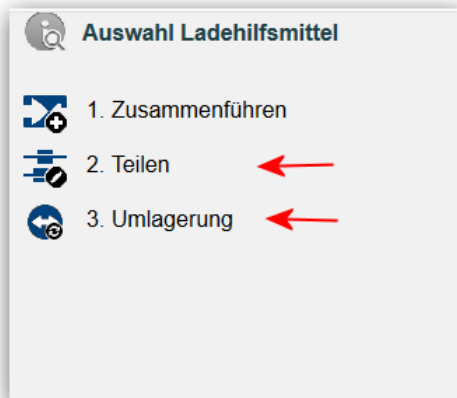 Auswahl Ladehilfsmittel
1. Zusammenführen
2. Teilen
3. Umlagerung